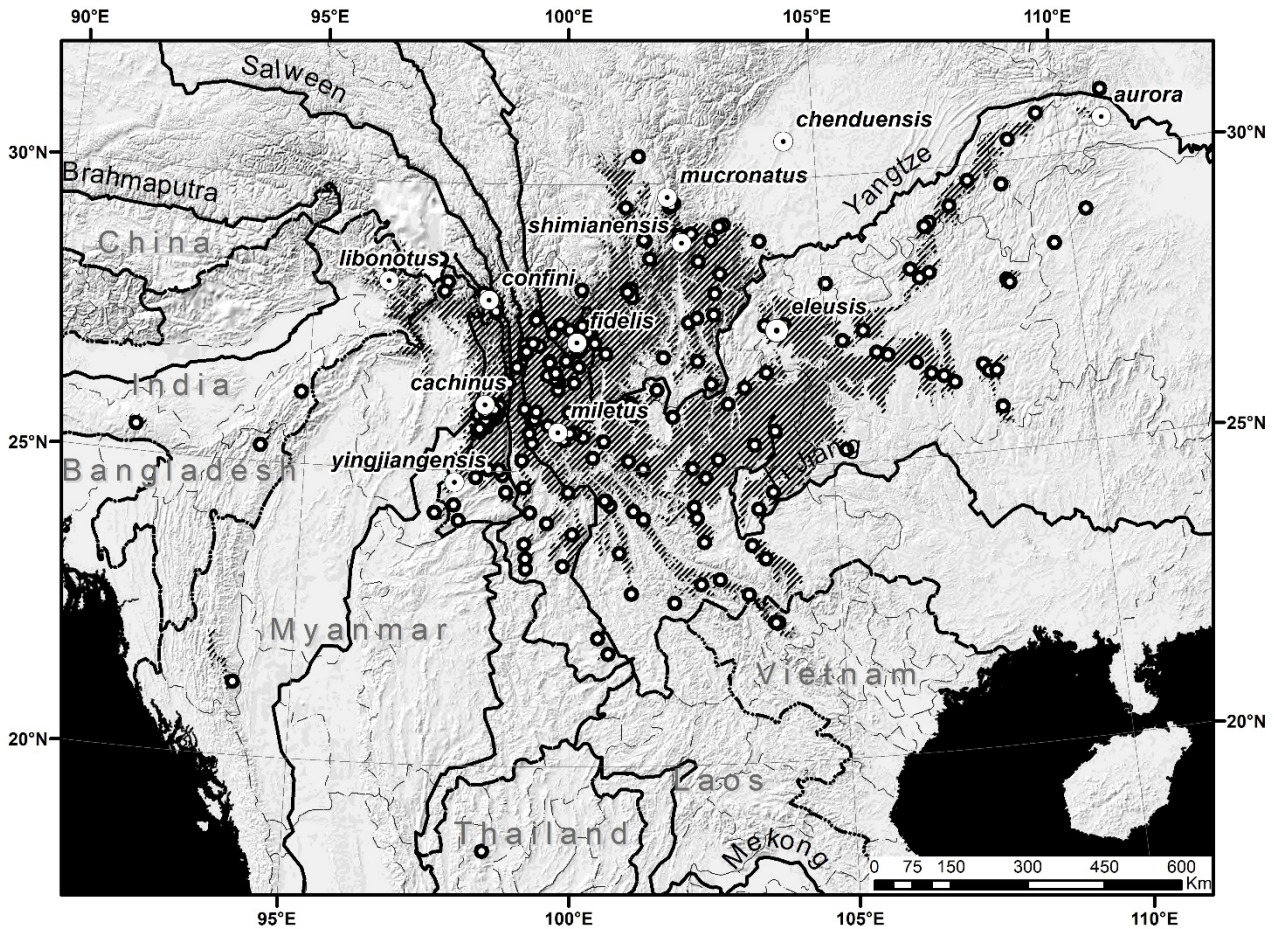 90°E 95°E 100°E 105°E 110°E
Salween
aurora
chenduensis
30°N 30°N
Yangtze
mucronatus
Brahmaputra
shimianensis
China
libonotus
confini
eleusis
fidelis
India
cachinus
miletus
25°N 25°N
yingjiangensis
Bangladesh
Myanmar
Vietnam
20°N 20°N
Laos
Thailand
Mekong
0 75 150 300 450 600
Km
95°E 100°E 105°E 110°E